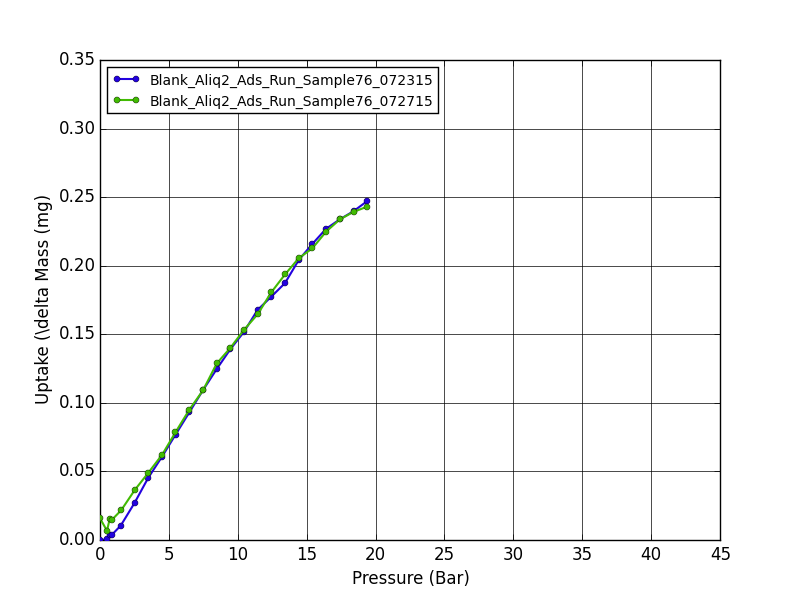 Blank_Aliq2_Ads_Run_Sample76_072315
Blank_Aliq2_Ads_Run_Sample76_072715
0.35
0.30
0.25
0.20
0.15
0.10
0.05
0.00
Uptake (\delta Mass (mg)
0 5 10 15 20 25 30 35 40 45
Pressure (Bar)